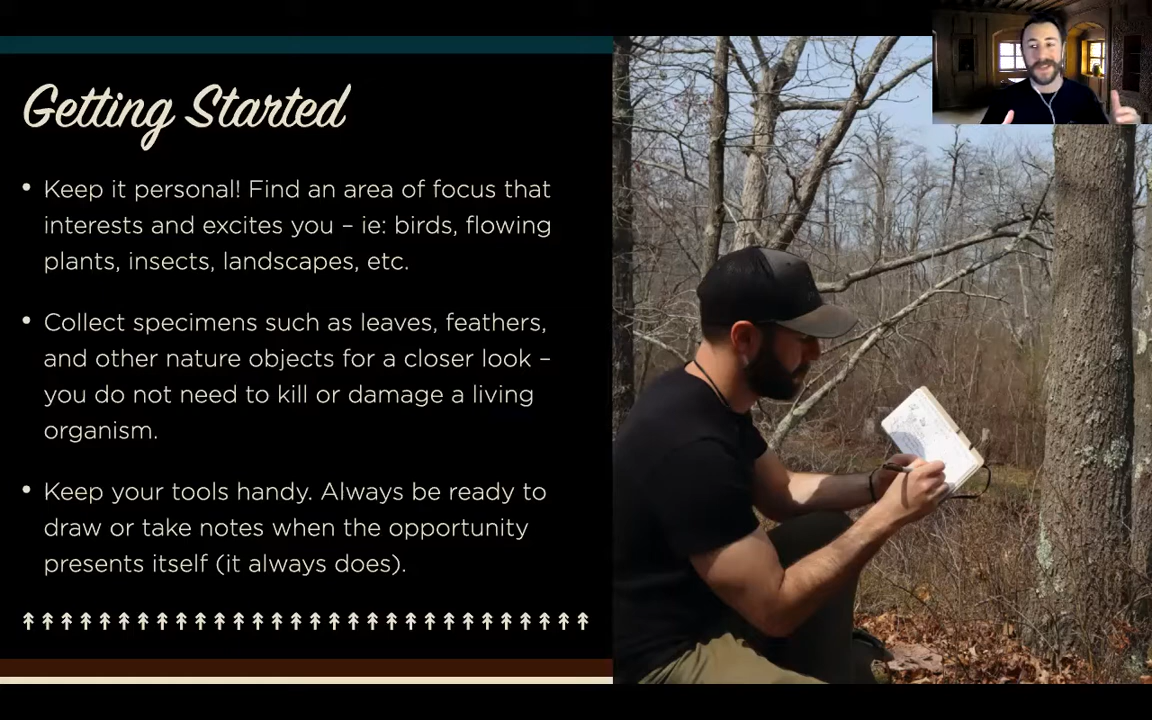 Getting Started
• Keep it personal! Find an area of focus that
interests and excites you – ie: birds, flowing
plants, insects, landscapes, etc.
• Collect specimens such as leaves, feathers,
and other nature objects for a closer look –
you do not need to kill or damage a living
organism.
• Keep your tools handy. Always be ready to
draw or take notes when the opportunity
presents itself (it always does).